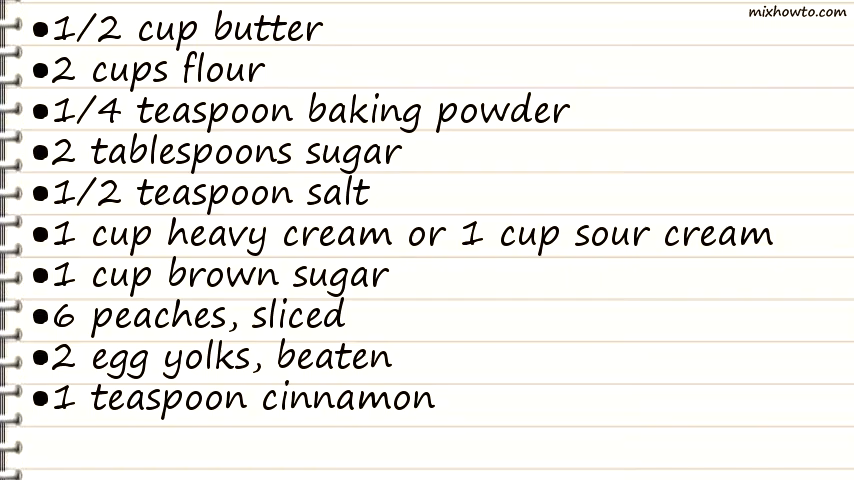 mixhowto.com
•1/2 cup butter
•2 cups flour
•1/4 teaspoon baking powder
•2 tablespoons sugar
•1/2 teaspoon salt
•1 cup heavy cream or 1 cup sour cream
•1 cup brown sugar
•6 peaches, sliced
•2 egg yolks, beaten
•1 teaspoon cinnamon